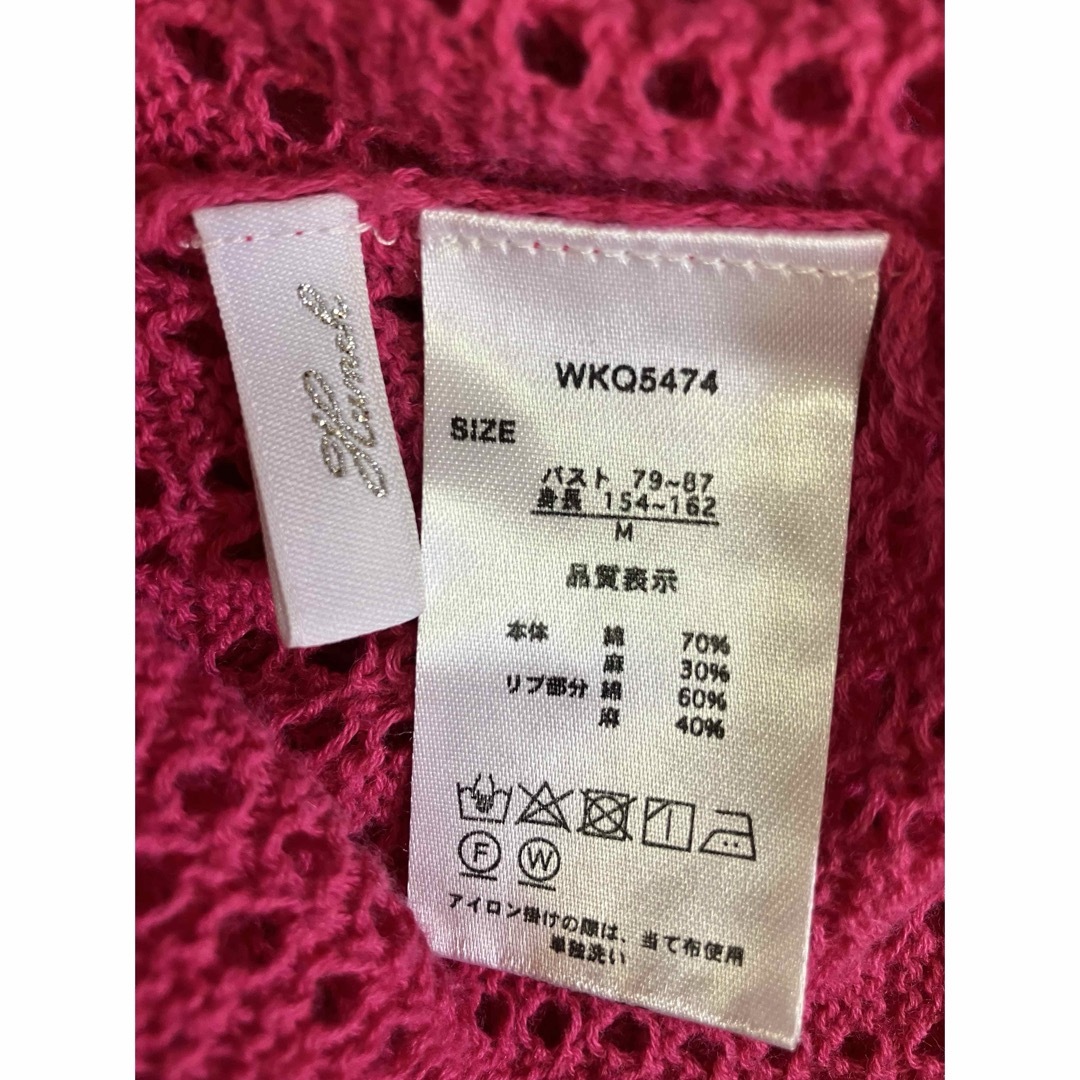 WKQ5474
SIZE
バスト 79~87
身長 154~162
M
品質表示
本体 綿 70%
麻 30%
リブ部分 綿 60%
麻 40%
F W
アイロン掛けの際は、当て布使用
単独洗い